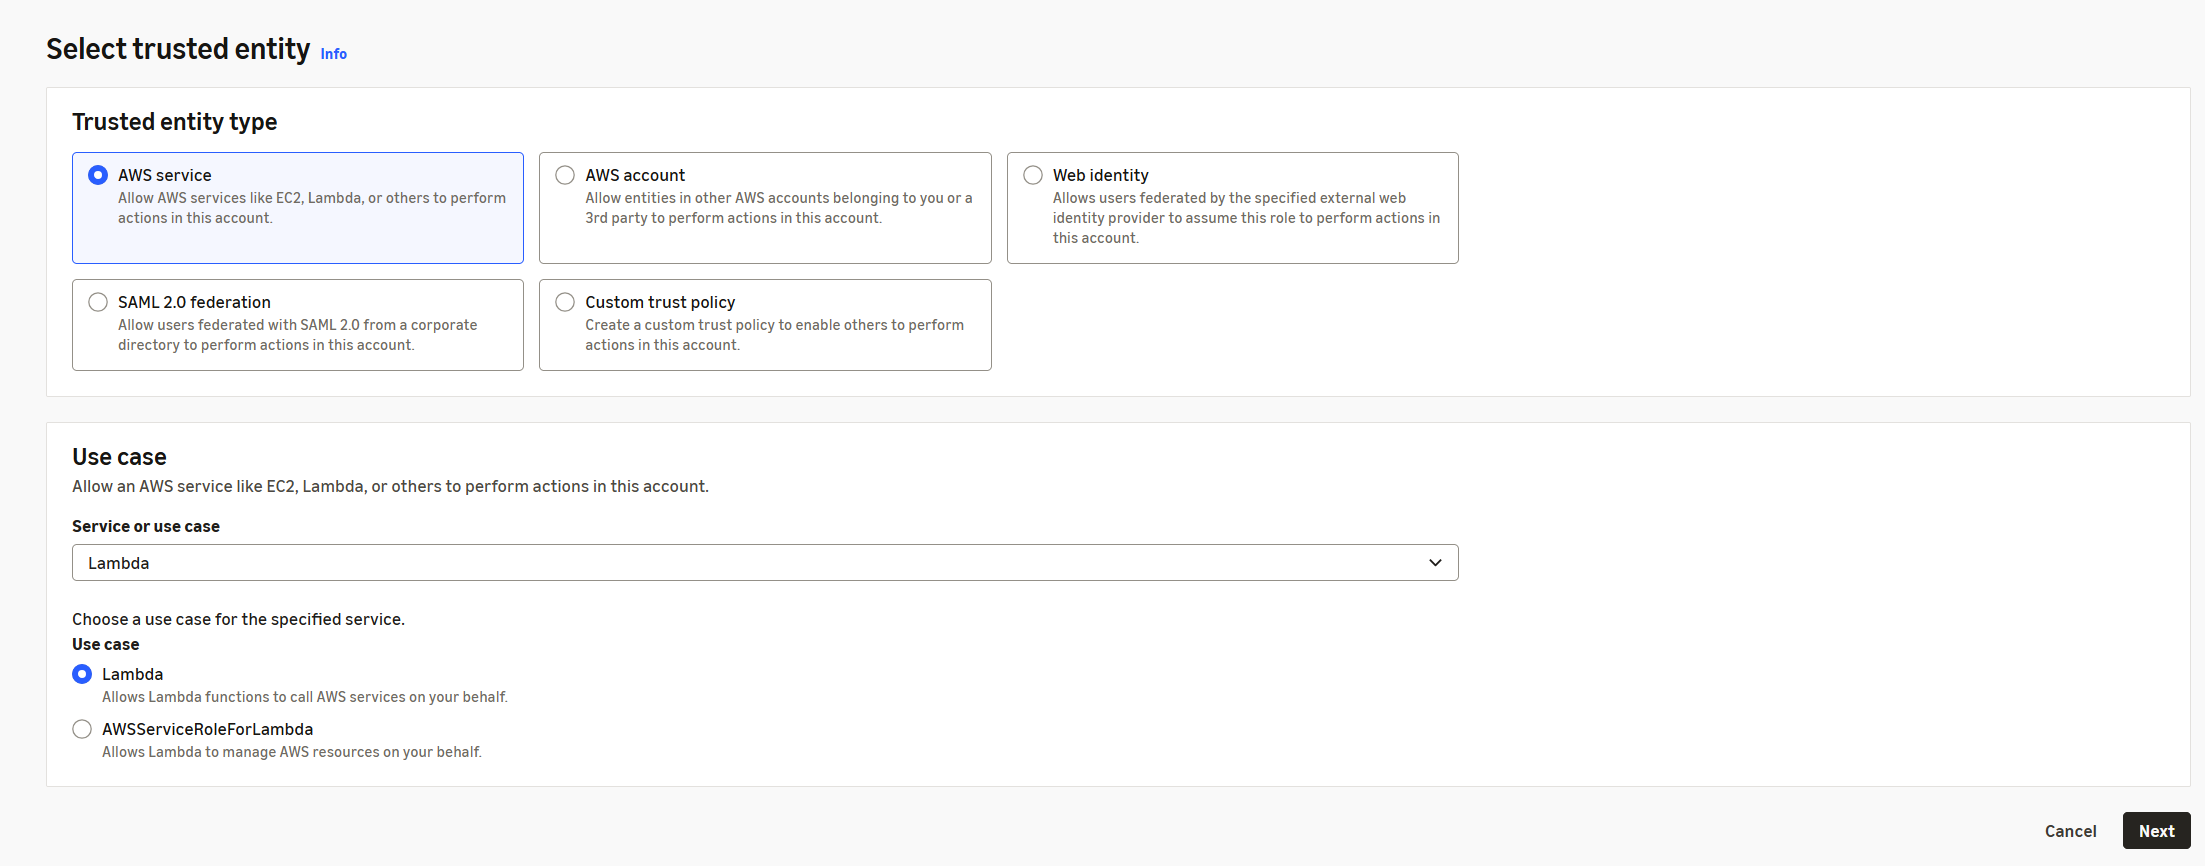 Select trusted entity Info
Trusted entity type
AWS service
Allow AWS services like EC2, Lambda, or others to perform
actions in this account.
AWS account
Allow entities in other AWS accounts belonging to you or a
3rd party to perform actions in this account.
Web identity
Allows users federated by the specified external web
identity provider to assume this role to perform actions in
this account.
SAML 2.0 federation
Allow users federated with SAML 2.0 from a corporate
directory to perform actions in this account.
Custom trust policy
Create a custom trust policy to enable others to perform
actions in this account.
Use case
Allow an AWS service like EC2, Lambda, or others to perform actions in this account.
Service or use case
Lambda
Choose a use case for the specified service.
Use case
Lambda
Allows Lambda functions to call AWS services on your behalf.
AWSServiceRoleForLambda
Allows Lambda to manage AWS resources on your behalf.
Cancel
Next